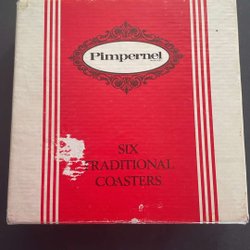 Pimpernel
SIX
TRADITIONAL
COASTERS